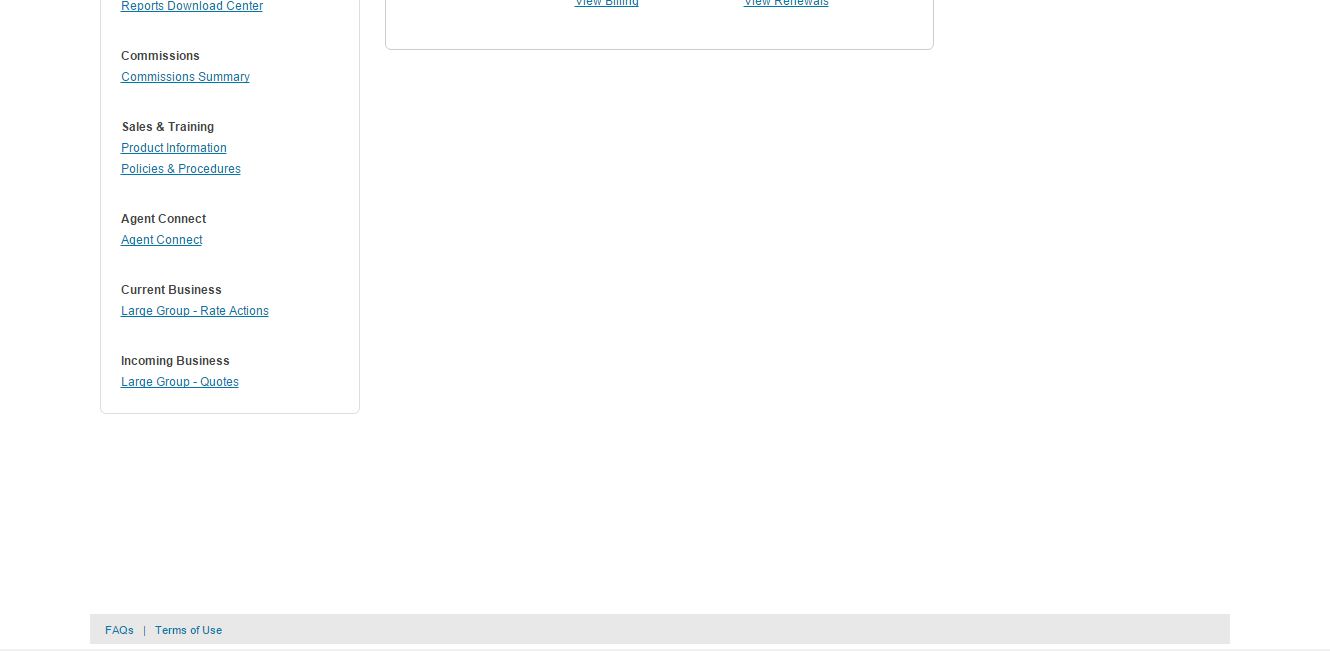 Reports Download Center
View Billing
View Renewals
Commissions
Commissions Summary
Sales & Training
Product Information
Policies & Procedures
Agent Connect
Agent Connect
Current Business
Large Group - Rate Actions
Incoming Business
Large Group - Quotes
FAQs | Terms of Use